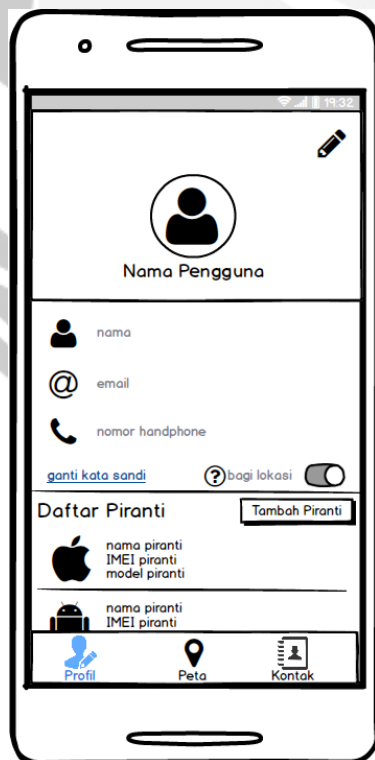 19:32
Nama Pengguna
nama
@ email
nomor handphone
ganti kata sandi ? bagi lokasi
Daftar Piranti Tambah Piranti
nama piranti
IMEI piranti
model piranti
nama piranti
IMEI piranti
Profil Peta Kontak